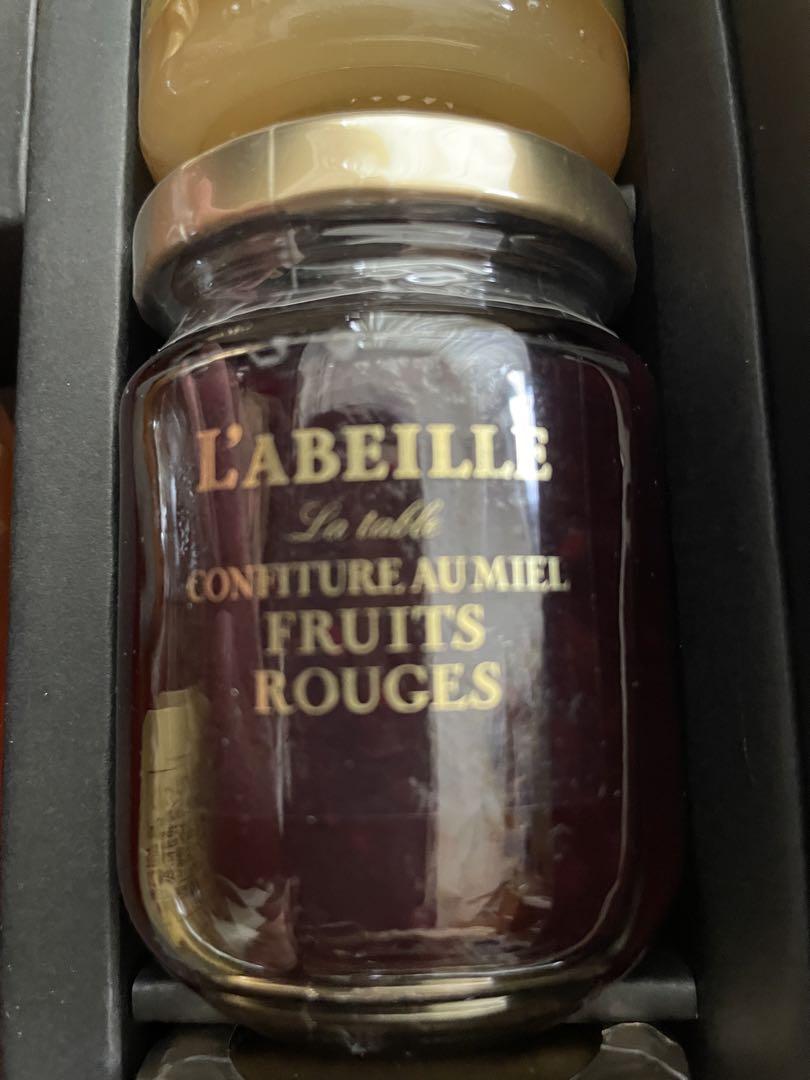 L'ABEILLE
La table
CONFITURE AU MIEL
FRUITS
ROUGES